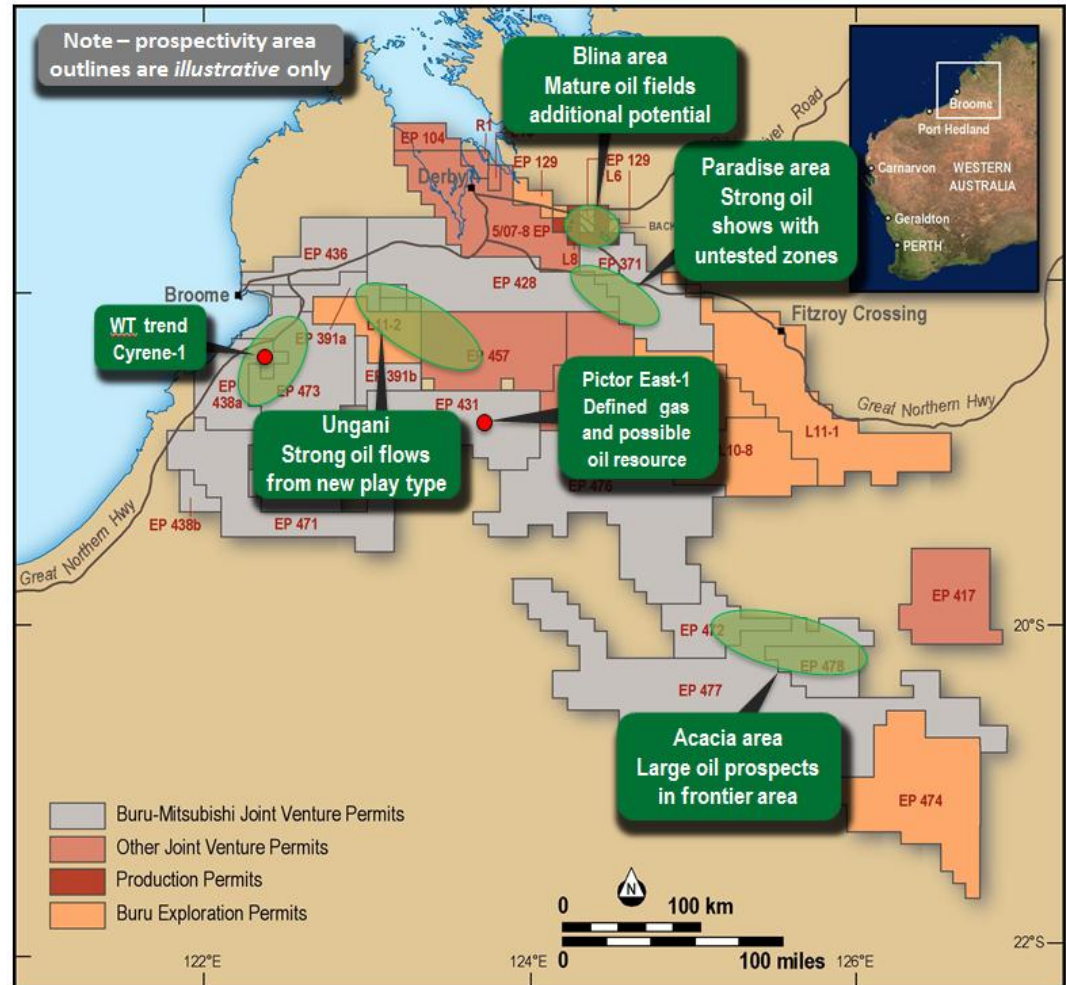 Note – prospectivity area
outlines are illustrative only
Blina area
Mature oil fields
additional potential
River Road
Broome
Port Hedland
Carnarvon
WESTERN
AUSTRALIA
Geraldton
PERTH
EP 104
R1
EP 129
EP 129
L6
Derby
Paradise area
Strong oil
shows with
untested zones
5/07-8 EP
BACK
L8
EP 371
EP 436
EP 428
Broome
Fitzroy Crossing
WT trend
Cyrene-1
EP 391a
L11-2
EP 457
EP 438a
EP 473
EP 391b
EP 431
Pictor East-1
Defined gas
and possible
oil resource
Great Northern Hwy
L11-1
L10-8
Ungani
Strong oil flows
from new play type
EP 476
EP 438b
EP 471
Great Northern Hwy
EP 417
EP 472
20°S
EP 478
EP 477
Acacia area
Large oil prospects
in frontier area
EP 474
Buru-Mitsubishi Joint Venture Permits
Other Joint Venture Permits
Production Permits
Buru Exploration Permits
N
0 100 km
0 100 miles
122°E
124°E
126°E
22°S